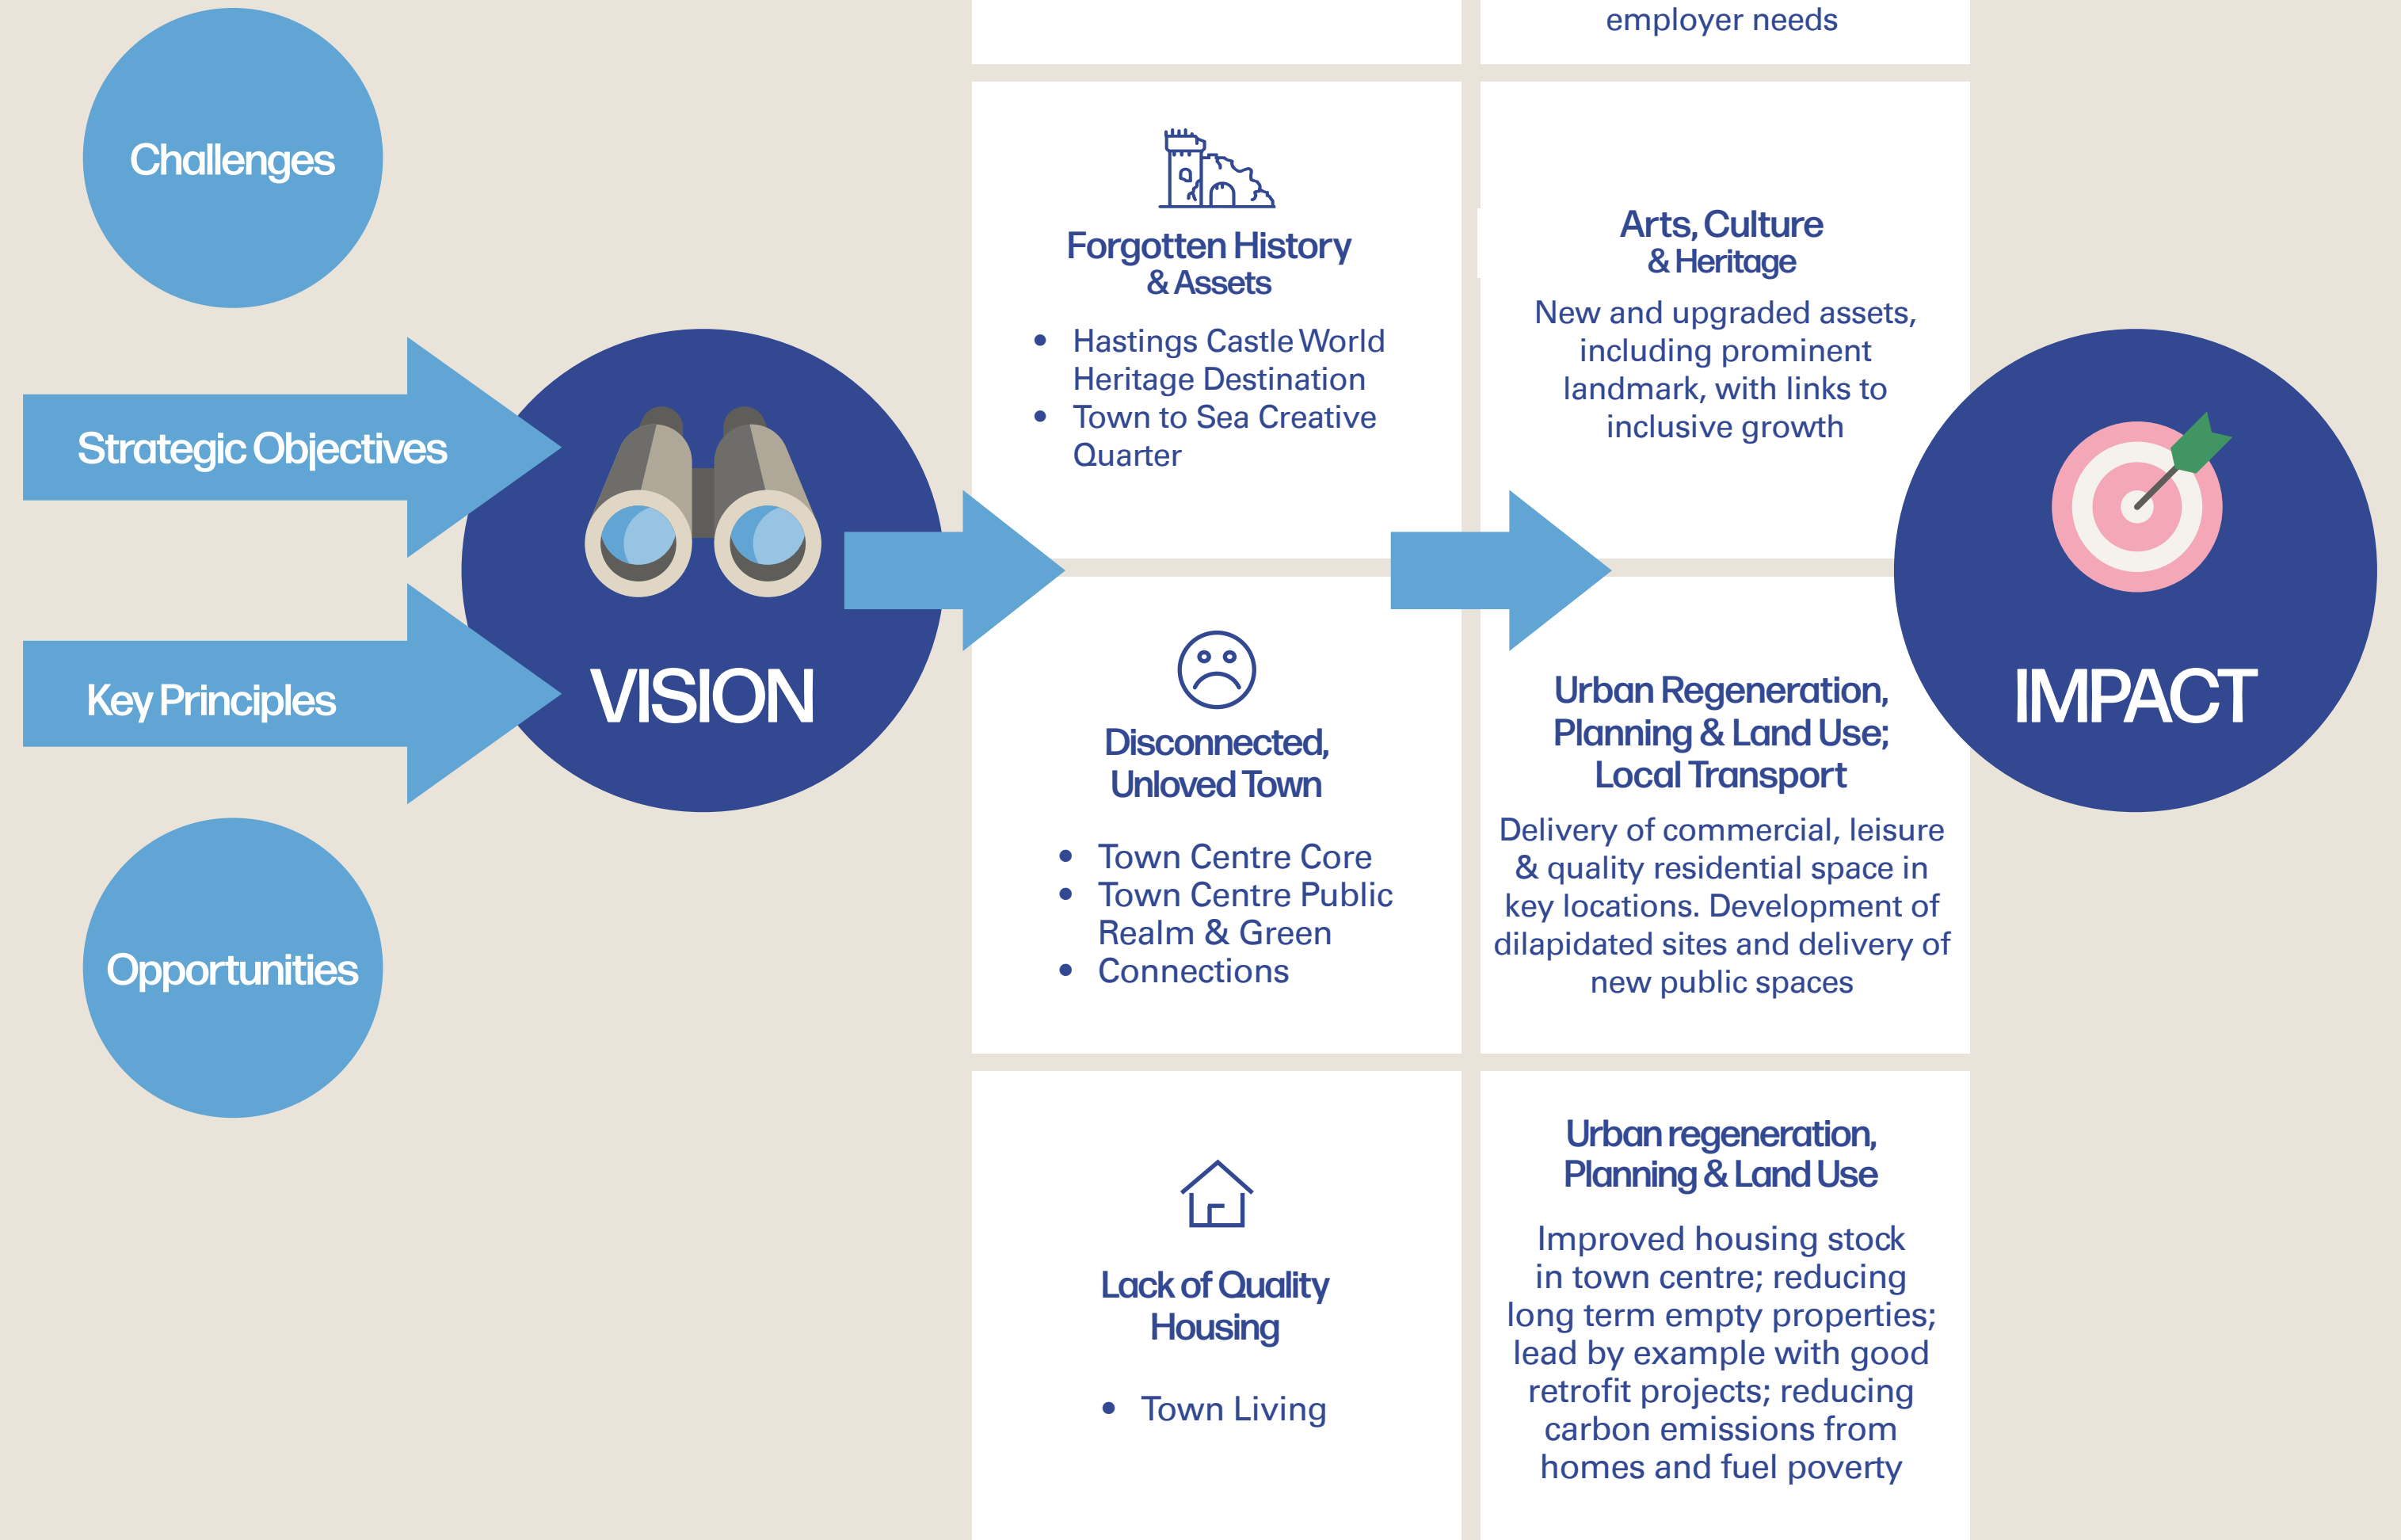 Challenges
Strategic Objectives
Key Principles
Opportunities
VISION
Forgotten History
& Assets
• Hastings Castle World
Heritage Destination
• Town to Sea Creative
Quarter
Disconnected,
Unloved Town
• Town Centre Core
• Town Centre Public
Realm & Green
• Connections
Lack of Quality
Housing
• Town Living
employer needs
Arts, Culture
& Heritage
New and upgraded assets,
including prominent
landmark, with links to
inclusive growth
Urban Regeneration,
Planning & Land Use;
Local Transport
Delivery of commercial, leisure
& quality residential space in
key locations. Development of
dilapidated sites and delivery of
new public spaces
Urban regeneration,
Planning & Land Use
Improved housing stock
in town centre; reducing
long term empty properties;
lead by example with good
retrofit projects; reducing
carbon emissions from
homes and fuel poverty
IMPACT